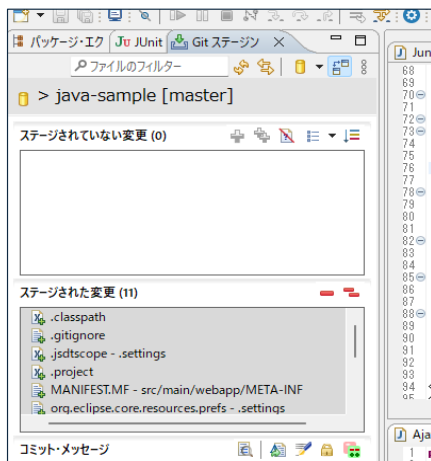 パッケージ・エク JU JUnit Git ステージン
ファイルのフィルター
> java-sample [master]
ステージされていない変更 (0)
ステージされた変更 (11)
.classpath
.gitignore
.jsdtscope - .settings
.project
MANIFEST.MF - src/main/webapp/META-INF
org.eclipse.core.resources.prefs - .settings
コミット・メッセージ
Jun
68
69
70
71
72
73
74
75
76
77
78
79
80
81
82
83
84
85
86
87
88
89
90
91
92
93
94
95
Aja
1